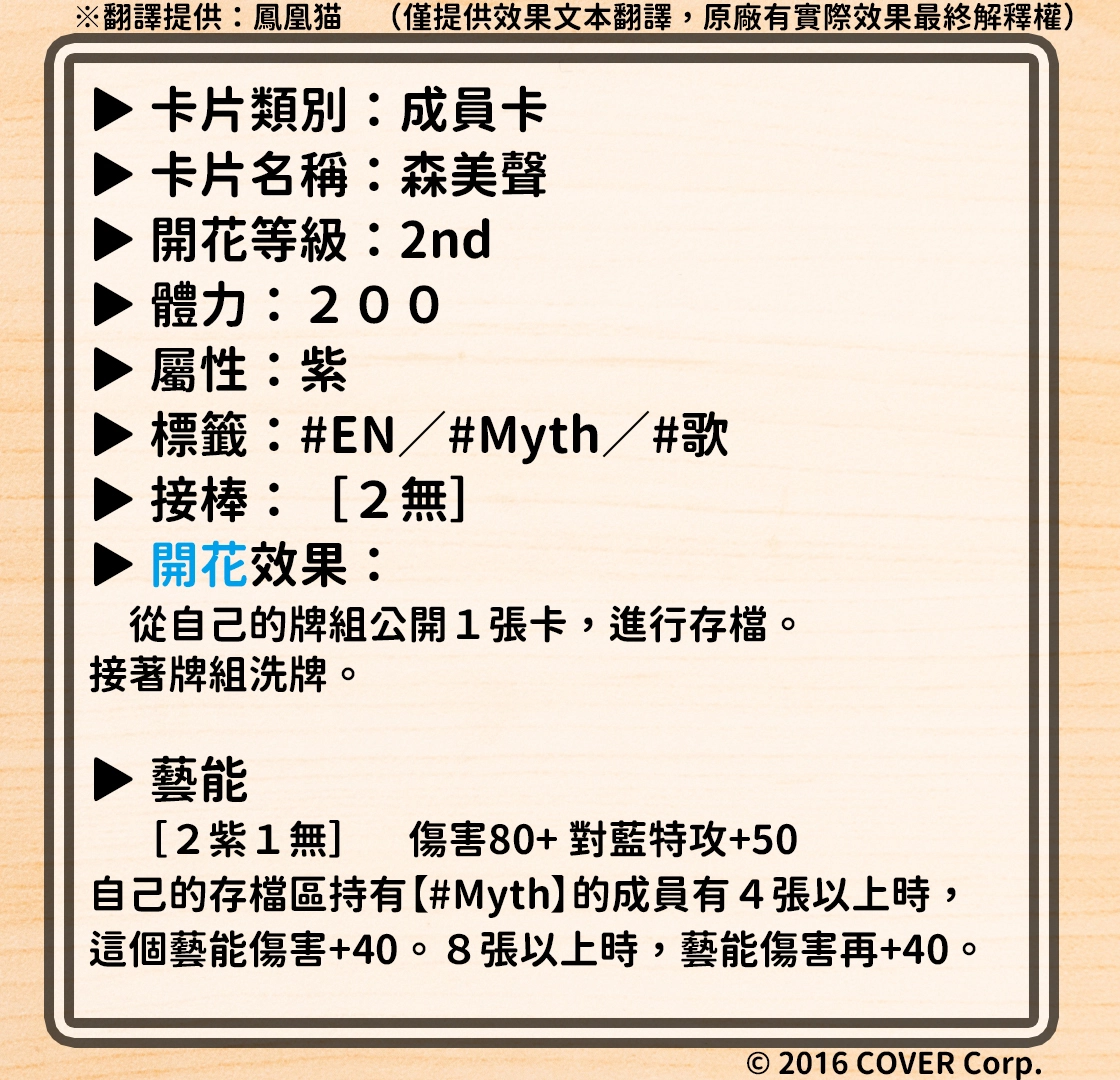 ※翻譯提供：鳳凰猫　（僅提供效果文本翻譯，原廠有實際效果最終解釋權）
▶ 卡片類別：成員卡
▶ 卡片名稱：森美聲
▶ 開花等級：2nd
▶ 體力：２００
▶ 屬性：紫
▶ 標籤：#EN／#Myth／#歌
▶ 接棒：［２無］
▶ 開花效果：
從自己的牌組公開１張卡，進行存檔。
接著牌組洗牌。
▶ 藝能
［２紫１無］　傷害80+ 對藍特攻+50
自己的存檔區持有【#Myth】的成員有４張以上時，
這個藝能傷害+40。８張以上時，藝能傷害再+40。
© 2016 COVER Corp.